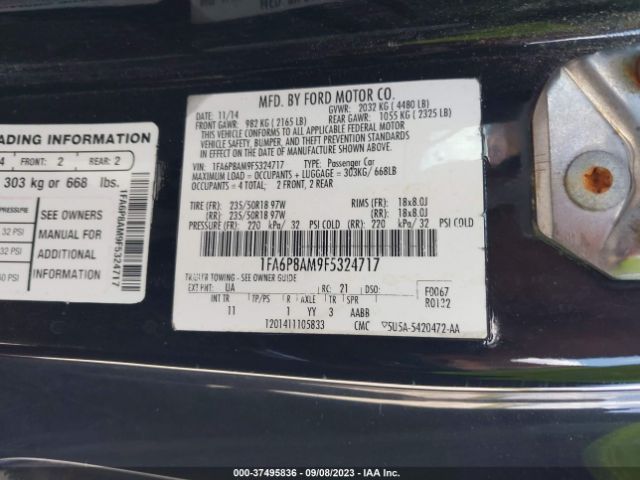 MFD. BY FORD MOTOR CO.
DATE: 11/14 GVWR: 2032 KG ( 4480 LB)
FRONT GAWR: 982 KG ( 2165 LB) REAR GAWR: 1055 KG ( 2325 LB)
THIS VEHICLE CONFORMS TO ALL APPLICABLE FEDERAL MOTOR
VEHICLE SAFETY, BUMPER, AND THEFT PREVENTION STANDARDS
IN EFFECT ON THE DATE OF MANUFACTURE SHOWN ABOVE.
VIN: 1FA6P8AM9F5324717 TYPE: Passenger Car
MAXIMUM LOAD = OCCUPANTS + LUGGAGE = 303KG/ 668LB
OCCUPANTS = 4 TOTAL: 2 FRONT, 2 REAR
TIRE (FR): 235/50R18 97W RIMS (FR): 18x8.0J
(RR): 235/50R18 97W (RR): 18x8.0J
PRESSURE: (FR): 220 kPa/ 32 PSI COLD (RR): 220 kPa/ 32 PSI COLD
1FA6P8AM9F5324717
TRAILER TOWING - SEE OWNER GUIDE
EXT PNT: UA RC: 21 DSO: F0067
R0132
INT TR TP/PS R AXLE TR SPR
11 1 YY 3 AABB
1201411105833 CMC 5U5A-5420472-AA
ADING INFORMATION
4 FRONT: 2 REAR: 2
303 kg or 668 lbs.
PRESSURE SEE OWNERS
32 PSI MANUAL FOR
32 PSI ADDITIONAL
60 PSI INFORMATION
1FA6P8AM9F5324717
000-37495836 - 09/08/2023 - IAAI.COM